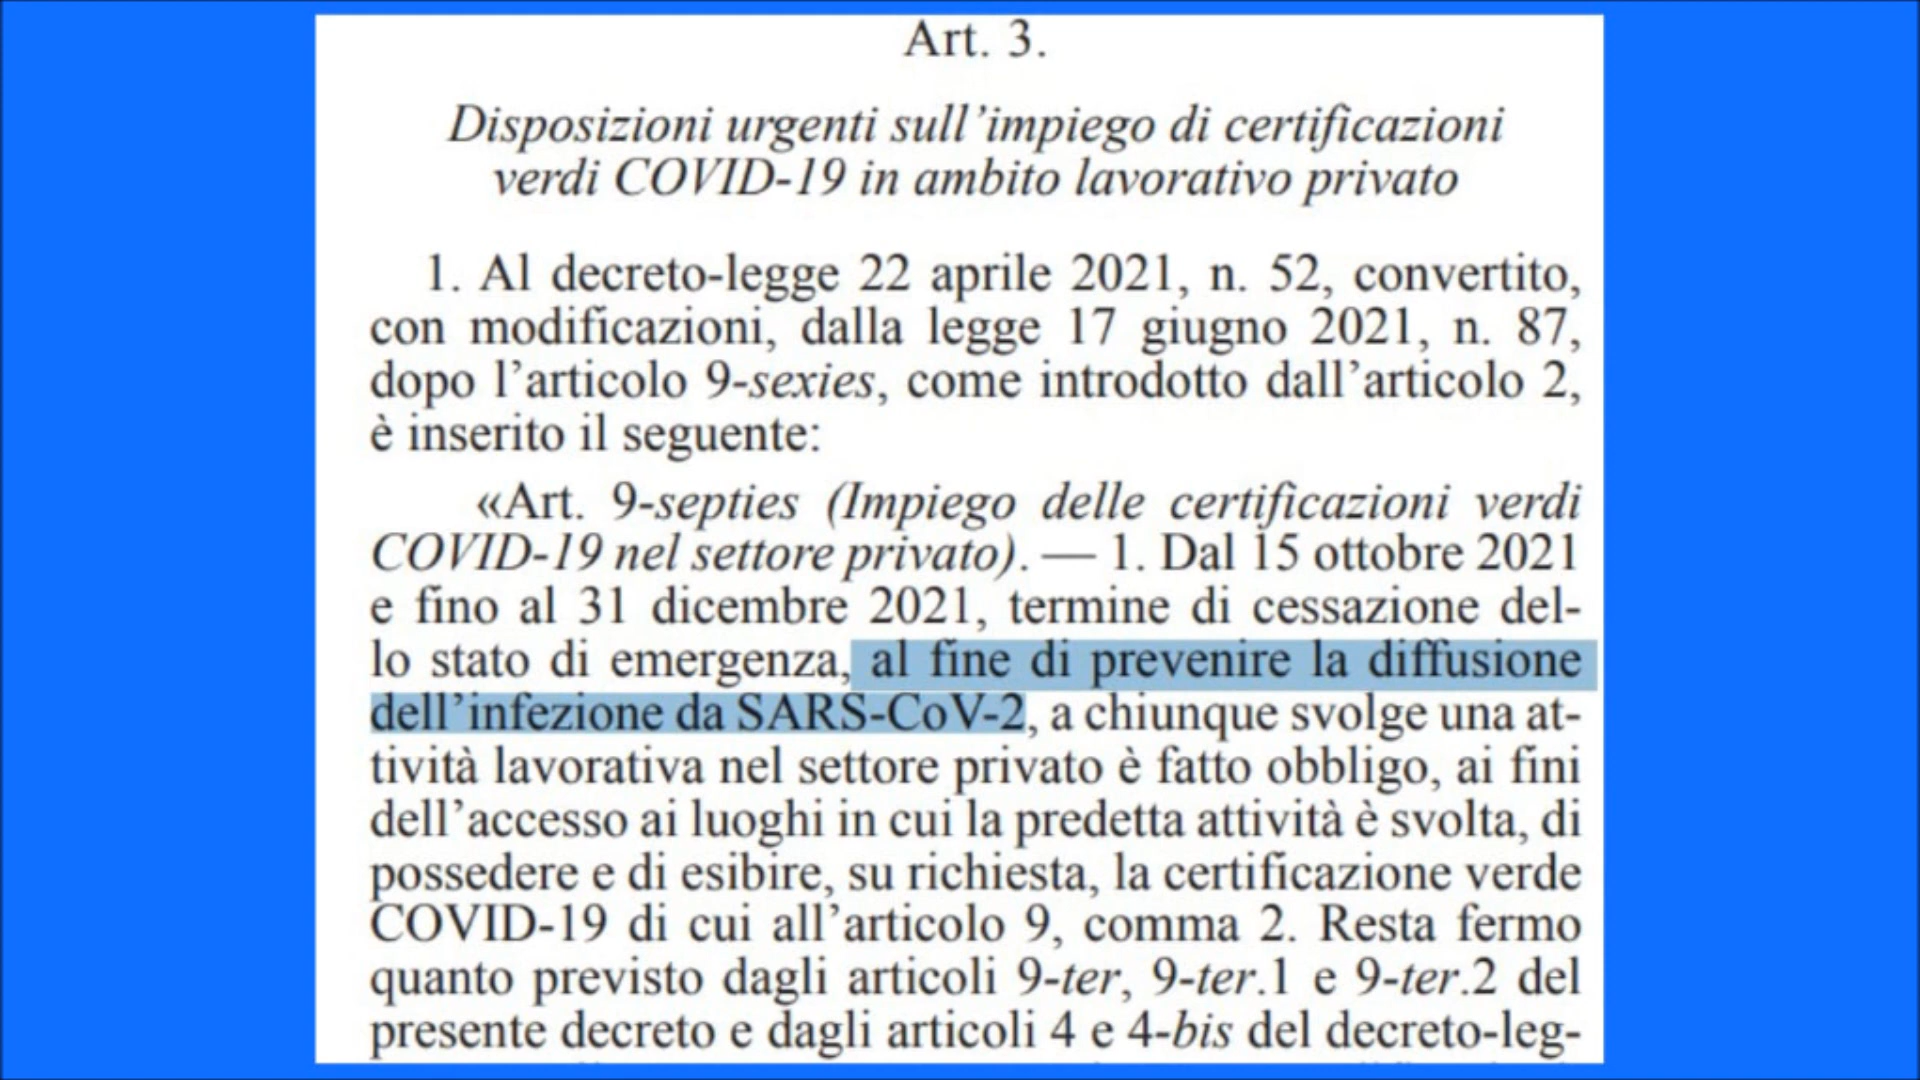 Art. 3.
Disposizioni urgenti sull’impiego di certificazioni
verdi COVID-19 in ambito lavorativo privato
1. Al decreto-legge 22 aprile 2021, n. 52, convertito,
con modificazioni, dalla legge 17 giugno 2021, n. 87,
dopo l’articolo 9-sexies, come introdotto dall’articolo 2,
è inserito il seguente:
«Art. 9-septies (Impiego delle certificazioni verdi
COVID-19 nel settore privato). — 1. Dal 15 ottobre 2021
e fino al 31 dicembre 2021, termine di cessazione del-
lo stato di emergenza, al fine di prevenire la diffusione
dell’infezione da SARS-CoV-2, a chiunque svolge una at-
tività lavorativa nel settore privato è fatto obbligo, ai fini
dell’accesso ai luoghi in cui la predetta attività è svolta, di
possedere e di esibire, su richiesta, la certificazione verde
COVID-19 di cui all’articolo 9, comma 2. Resta fermo
quanto previsto dagli articoli 9-ter, 9-ter.1 e 9-ter.2 del
presente decreto e dagli articoli 4 e 4-bis del decreto-leg-